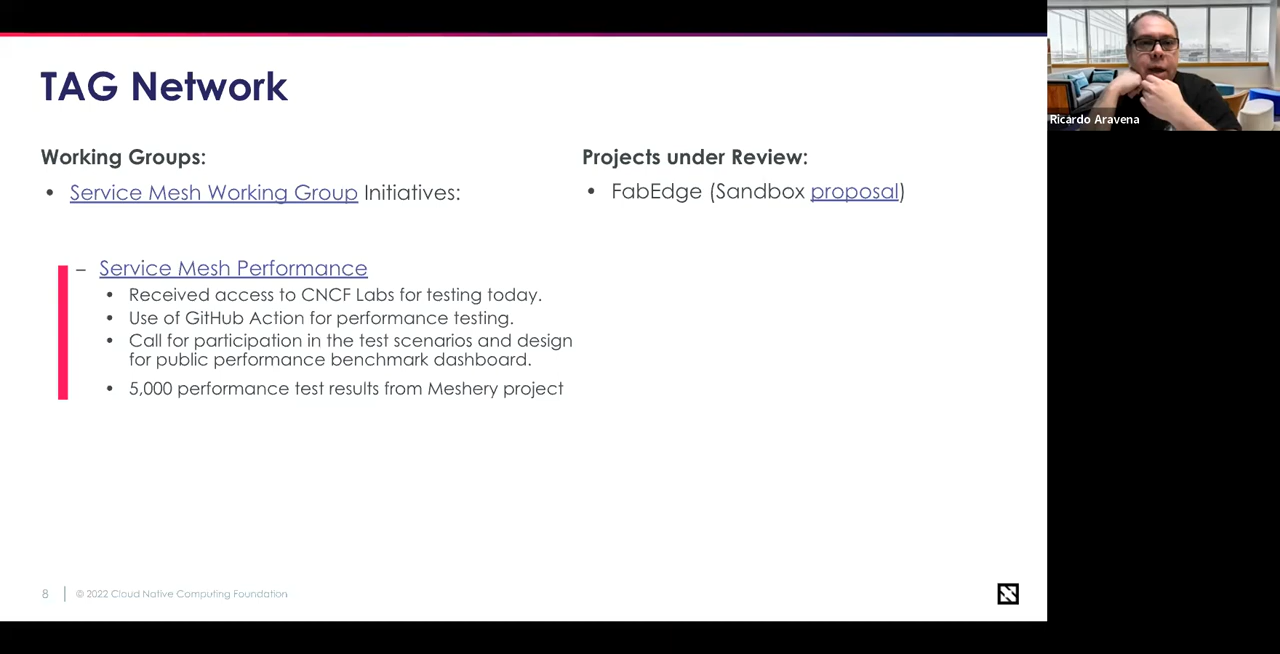 TAG Network
Working Groups:
• Service Mesh Working Group Initiatives:
– Service Mesh Performance
• Received access to CNCF Labs for testing today.
• Use of GitHub Action for performance testing.
• Call for participation in the test scenarios and design
for public performance benchmark dashboard.
• 5,000 performance test results from Meshery project
Projects under Review:
• FabEdge (Sandbox proposal)
8
© 2022 Cloud Native Computing Foundation
Ricardo Aravena